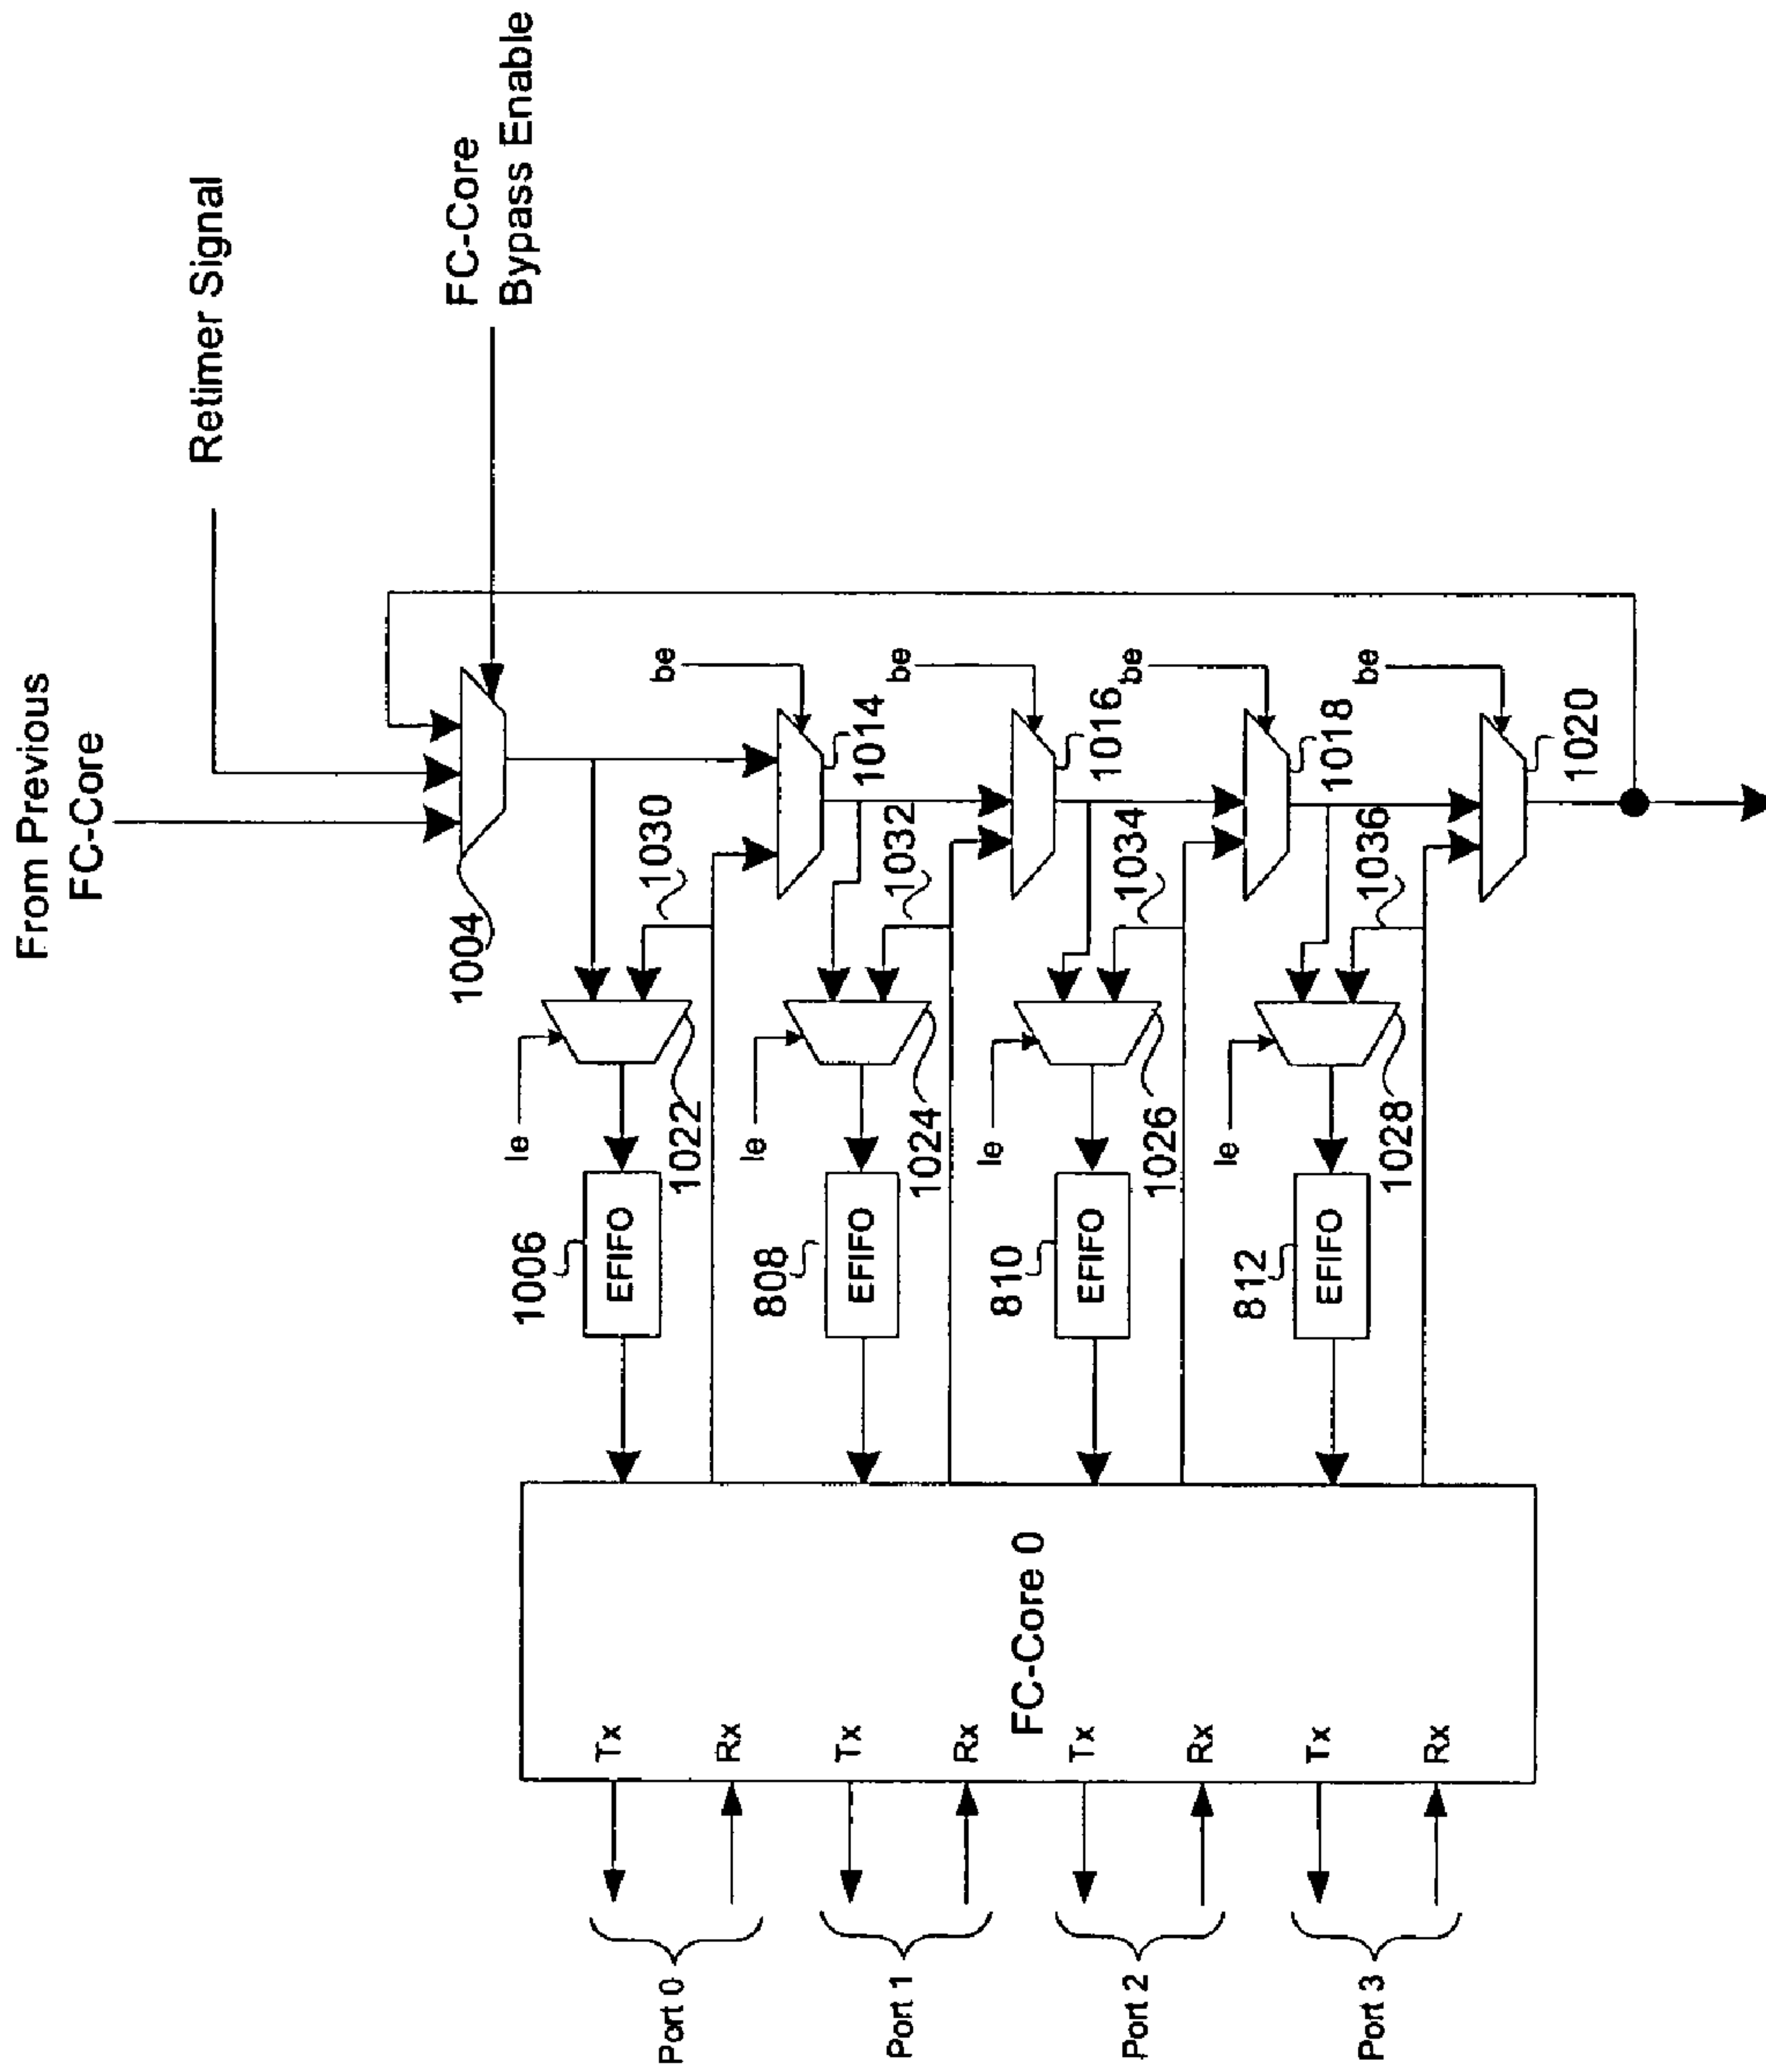 From Previous
FC-Core
Retimer Signal
FC-Core
Bypass Enable
1004
1030
be
1014
1032
be
1016
1034
be
1018
1036
be
1020
le
1022
le
1024
le
1026
le
1028
1006
EFIFO
808
EFIFO
810
EFIFO
812
EFIFO
FC-Core 0
Tx
Rx
Tx
Rx
Tx
Rx
Tx
Rx
Port 0
Port 1
Port 2
Port 3